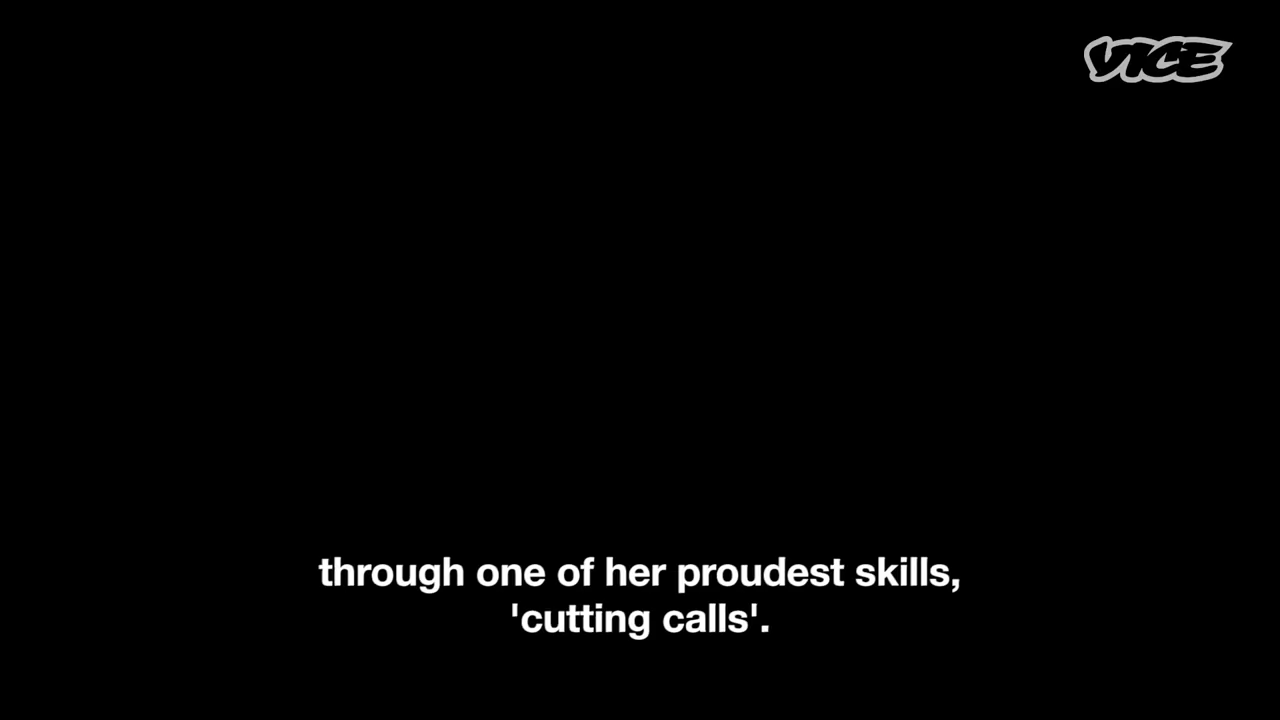 VICE
through one of her proudest skills,
'cutting calls'.